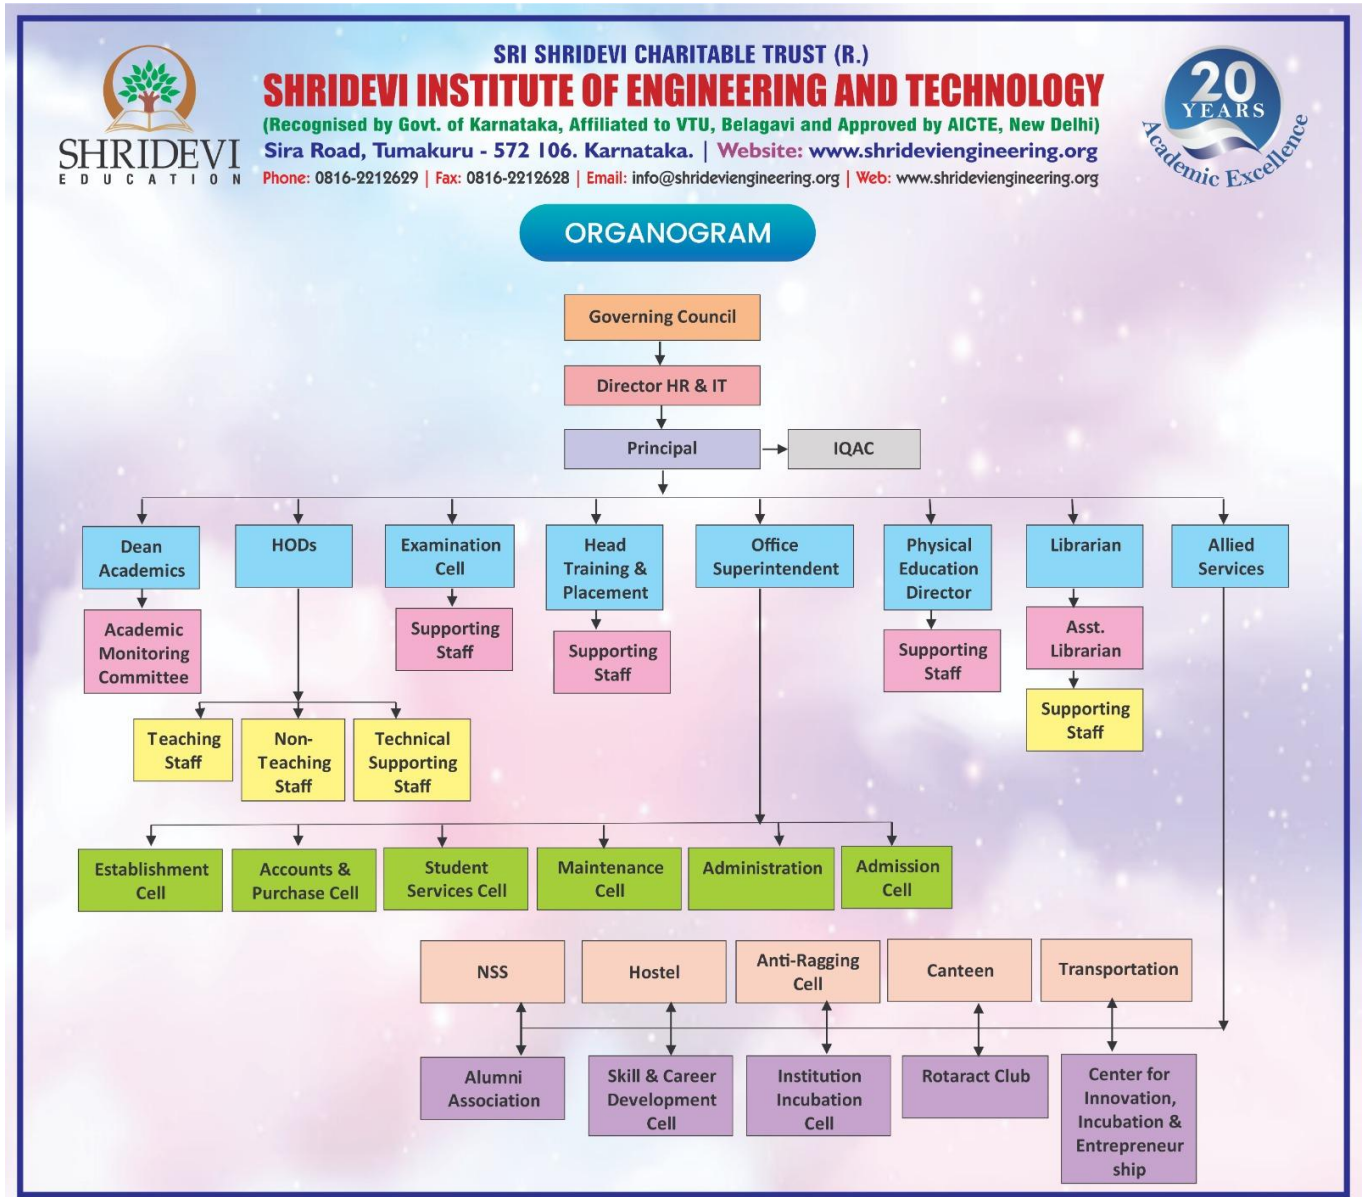 SRI SHRIDEVI CHARITABLE TRUST (R.)
SHRIDEVI INSTITUTE OF ENGINEERING AND TECHNOLOGY
(Recognised by Govt. of Karnataka, Affiliated to VTU, Belagavi and Approved by AICTE, New Delhi)
Sira Road, Tumakuru - 572 106. Karnataka. | Website: www.shrideviengineering.org
Phone: 0816-2212629 | Fax: 0816-2212628 | Email: info@shrideviengineering.org | Web: www.shrideviengineering.org
SHRIDEVI
EDUCATION
20
YEARS
Academic Excellence
ORGANOGRAM
Governing Council
Director HR & IT
Principal
IQAC
Dean
Academics
HODs
Examination
Cell
Head
Training &
Placement
Office
Superintendent
Physical
Education
Director
Librarian
Allied
Services
Academic
Monitoring
Committee
Supporting
Staff
Supporting
Staff
Supporting
Staff
Asst.
Librarian
Supporting
Staff
Teaching
Staff
Non-
Teaching
Staff
Technical
Supporting
Staff
Establishment
Cell
Accounts &
Purchase Cell
Student
Services Cell
Maintenance
Cell
Administration
Admission
Cell
NSS
Hostel
Anti-Ragging
Cell
Canteen
Transportation
Alumni
Association
Skill & Career
Development
Cell
Institution
Incubation
Cell
Rotaract Club
Center for
Innovation,
Incubation &
Entrepreneur
ship